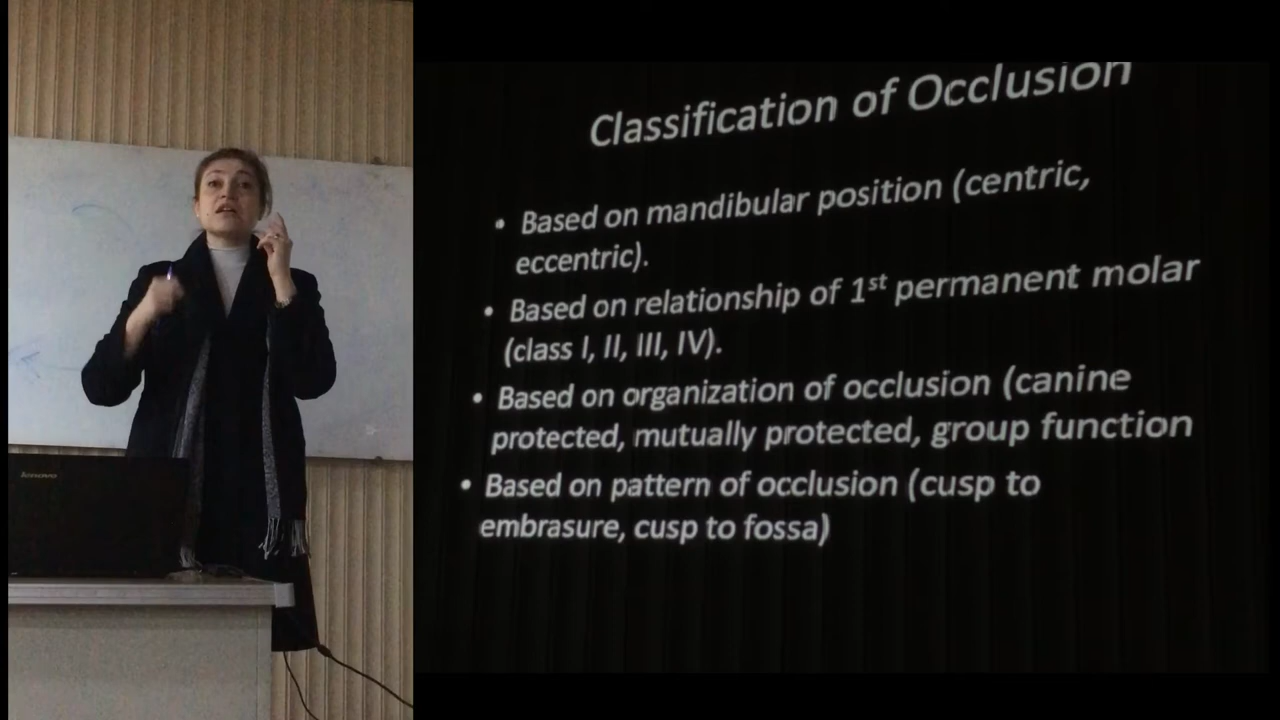 Classification of Occlusion
• Based on mandibular position (centric,
eccentric).
• Based on relationship of 1st permanent molar
(class I, II, III, IV).
• Based on organization of occlusion (canine
protected, mutually protected, group function
• Based on pattern of occlusion (cusp to
embrasure, cusp to fossa)
lenovo